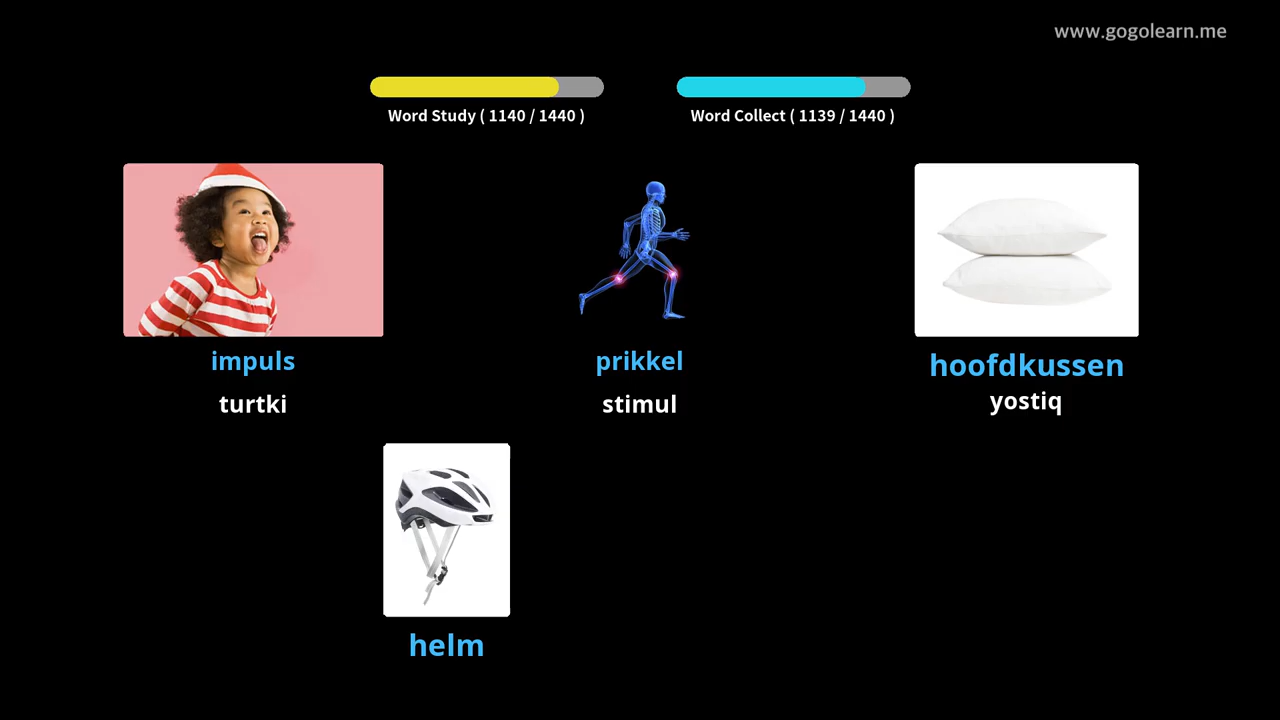 www.gogolearn.me
Word Study ( 1140 / 1440 )
Word Collect ( 1139 / 1440 )
impuls
turtki
prikkel
stimul
hoofdkussen
yostiq
helm